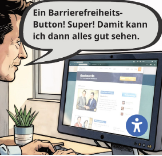 Ein Barrierefreiheits-
Button! Super! Damit kann
ich dann alles gut sehen.